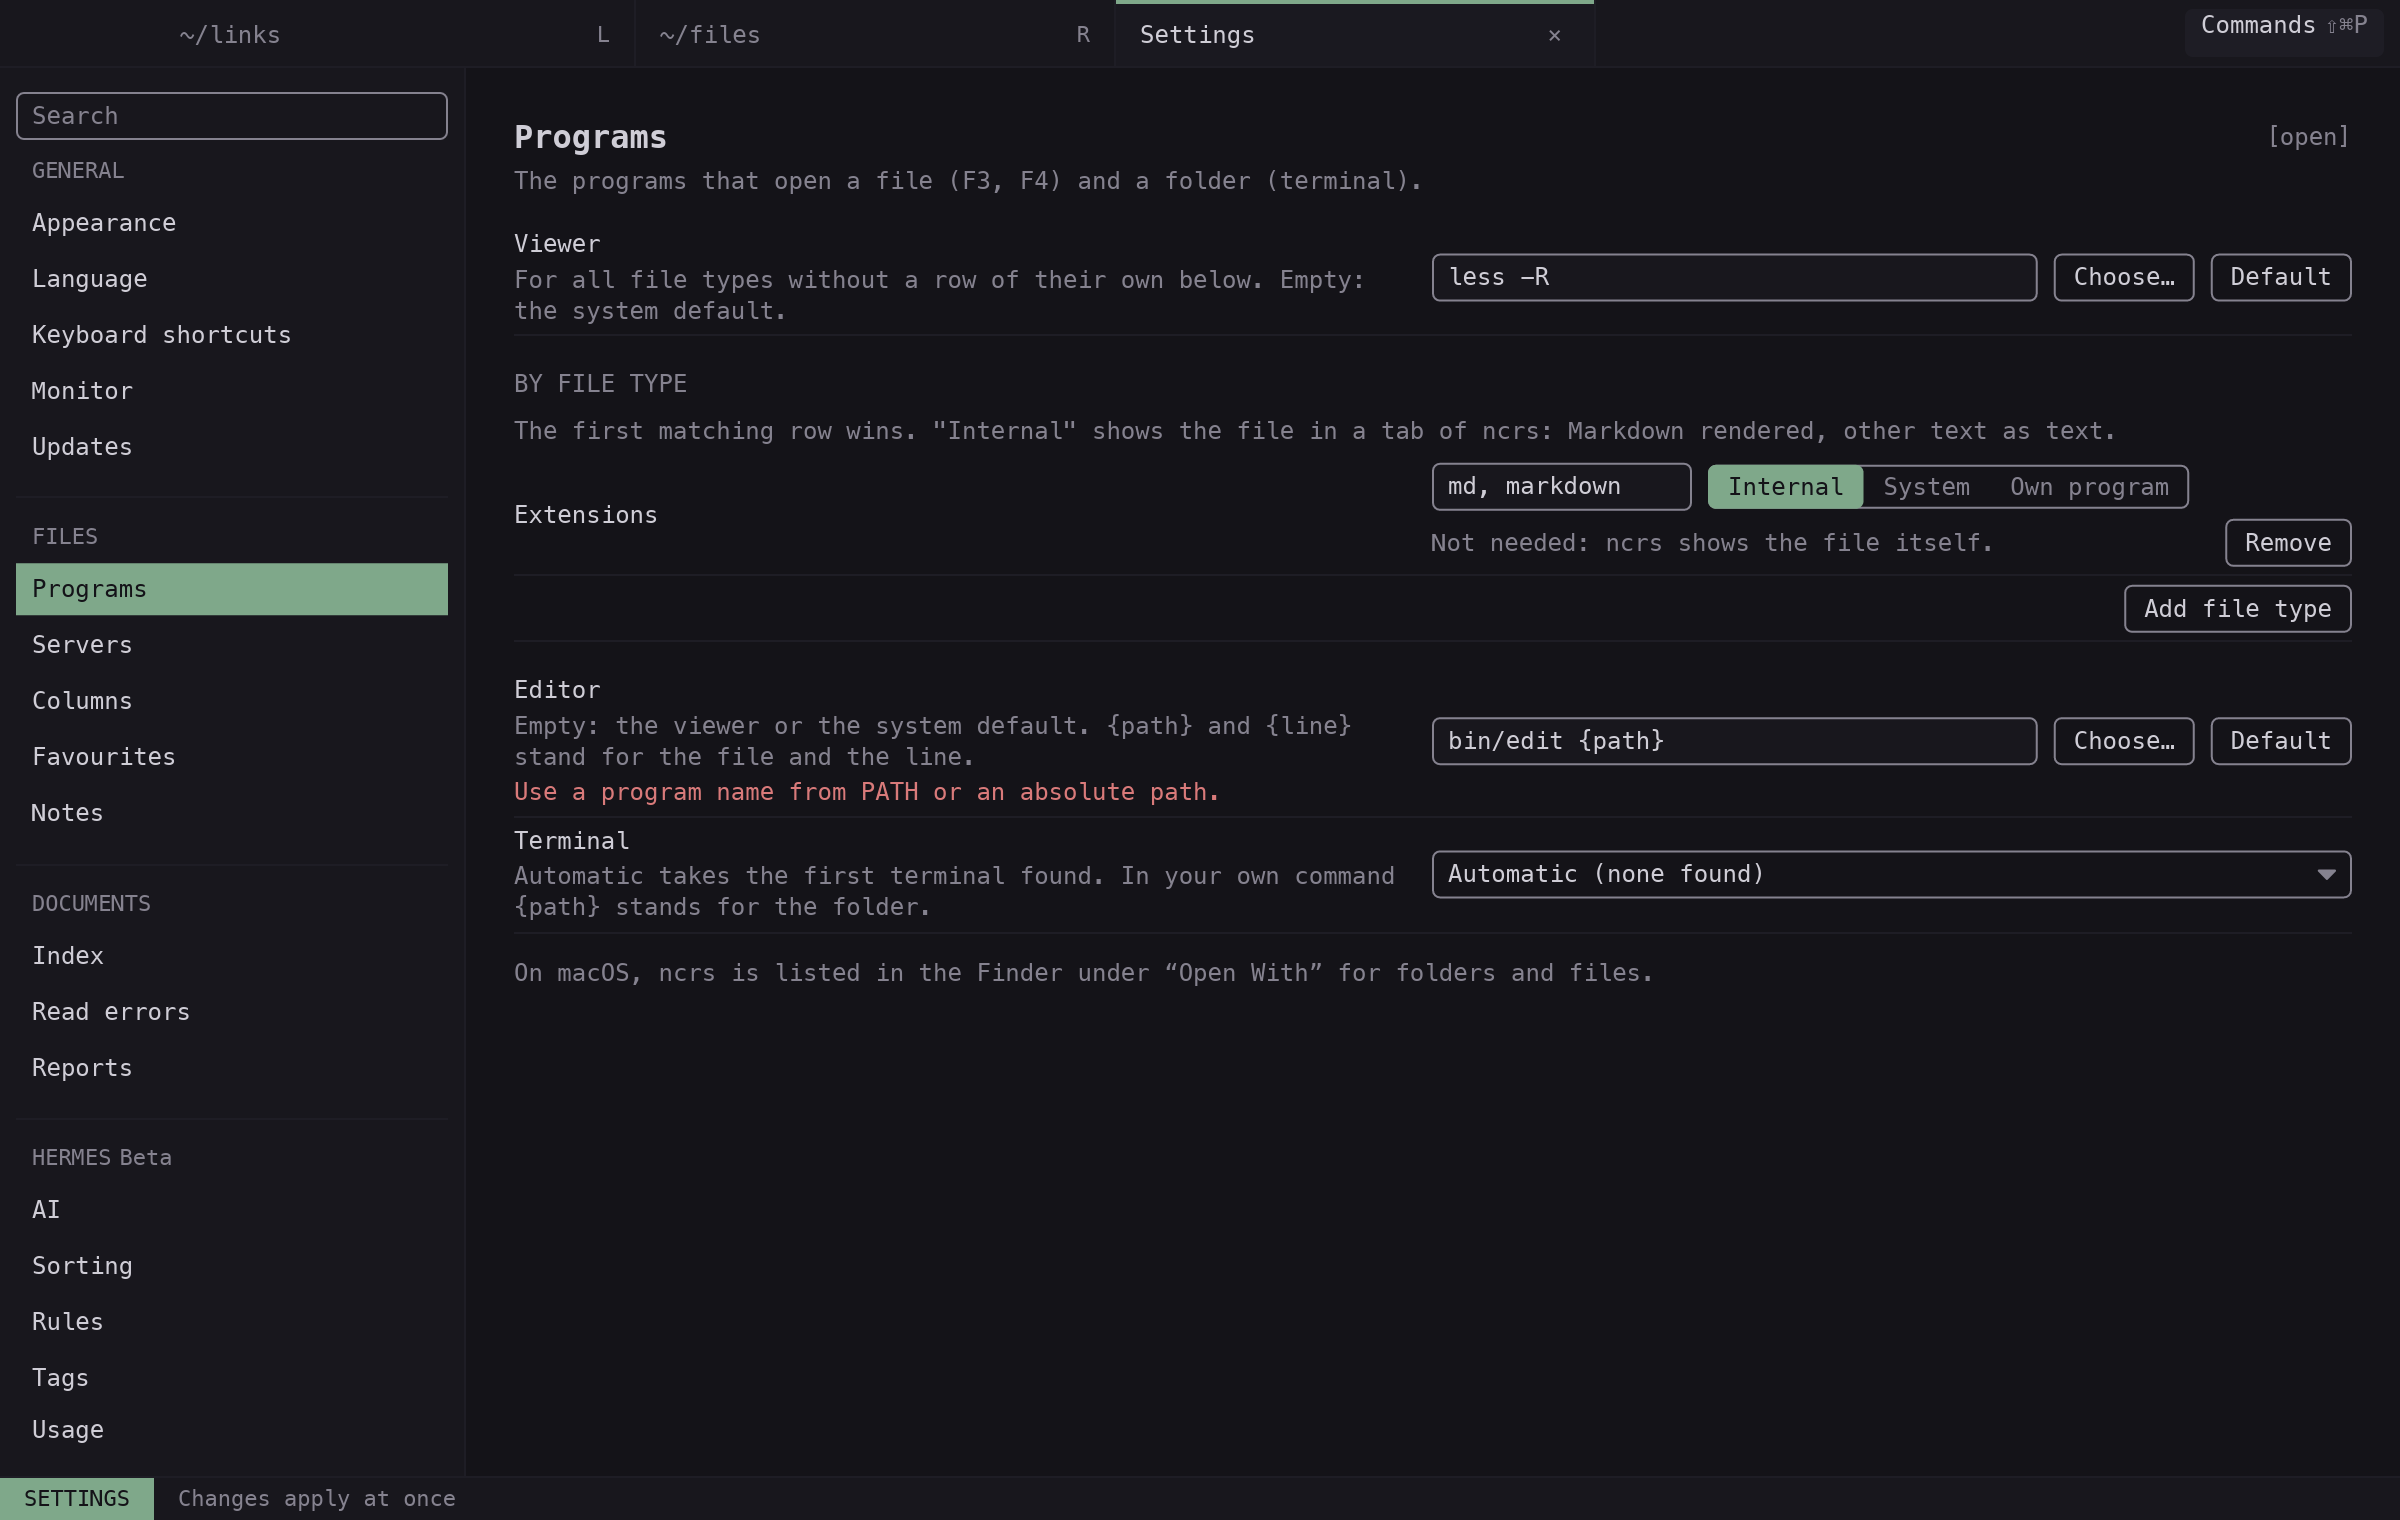 ~/links L ~/files R Settings × Commands ⇧⌘P
Search
GENERAL
Appearance
Language
Keyboard shortcuts
Monitor
Updates
FILES
Programs
Servers
Columns
Favourites
Notes
DOCUMENTS
Index
Read errors
Reports
HERMES Beta
AI
Sorting
Rules
Tags
Usage
Programs [open]
The programs that open a file (F3, F4) and a folder (terminal).
Viewer
For all file types without a row of their own below. Empty:
the system default.
less −R Choose… Default
BY FILE TYPE
The first matching row wins. "Internal" shows the file in a tab of ncrs: Markdown rendered, other text as text.
Extensions
md, markdown Internal System Own program
Not needed: ncrs shows the file itself. Remove
Add file type
Editor
Empty: the viewer or the system default. {path} and {line}
stand for the file and the line.
Use a program name from PATH or an absolute path.
bin/edit {path} Choose… Default
Terminal
Automatic takes the first terminal found. In your own command
{path} stands for the folder.
Automatic (none found)
On macOS, ncrs is listed in the Finder under “Open With” for folders and files.
SETTINGS Changes apply at once